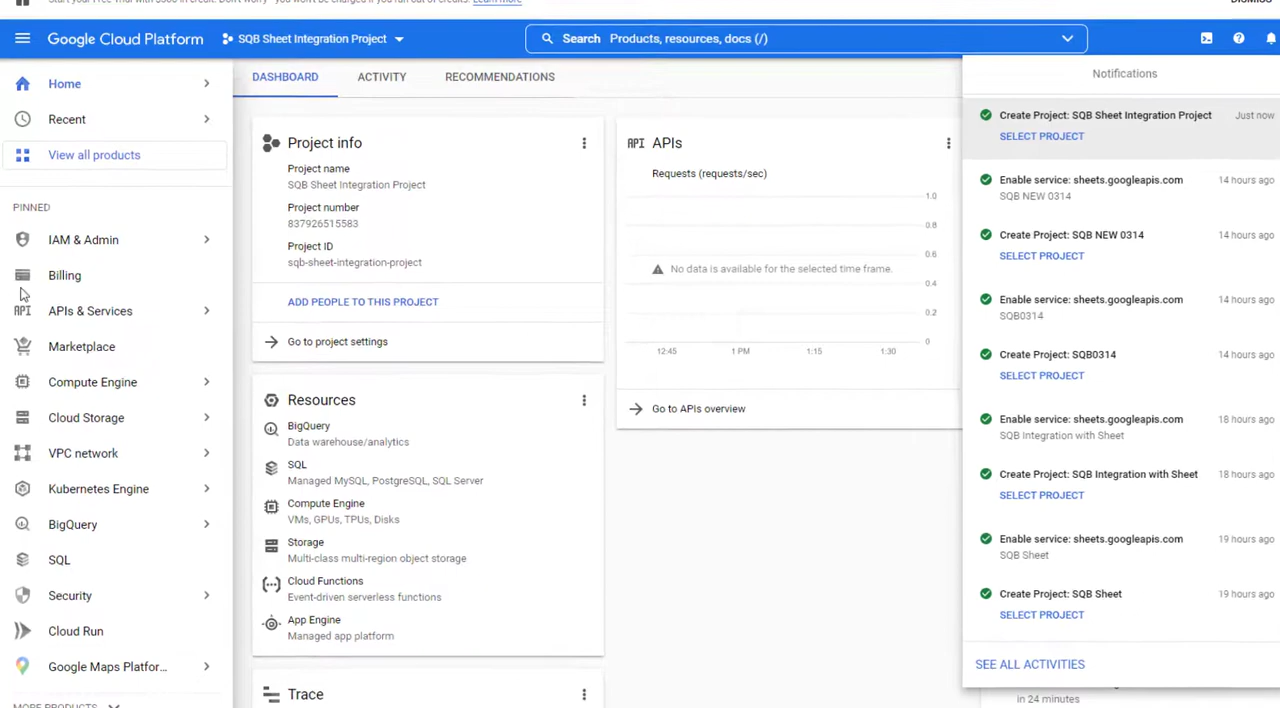 Start your Free Trial with $300 in credit. Don't worry - you won't be charged if you run out of credits. Learn more
DISMISS
Google Cloud Platform
SQB Sheet Integration Project
Search Products, resources, docs (/)
Home
Recent
View all products
PINNED
IAM & Admin
Billing
APIs & Services
Marketplace
Compute Engine
Cloud Storage
VPC network
Kubernetes Engine
BigQuery
SQL
Security
Cloud Run
Google Maps Platfor...
MORE PRODUCTS
DASHBOARD
ACTIVITY
RECOMMENDATIONS
Project info
Project name
SQB Sheet Integration Project
Project number
837926515583
Project ID
sqb-sheet-integration-project
ADD PEOPLE TO THIS PROJECT
Go to project settings
Resources
BigQuery
Data warehouse/analytics
SQL
Managed MySQL, PostgreSQL, SQL Server
Compute Engine
VMs, GPUs, TPUs, Disks
Storage
Multi-class multi-region object storage
Cloud Functions
Event-driven serverless functions
App Engine
Managed app platform
Trace
API APIs
Requests (requests/sec)
1.0
0.8
0.6
0.4
0.2
0
No data is available for the selected time frame.
12:45
1 PM
1:15
1:30
Go to APIs overview
Notifications
Create Project: SQB Sheet Integration Project Just now
SELECT PROJECT
Enable service: sheets.googleapis.com 14 hours ago
SQB NEW 0314
Create Project: SQB NEW 0314 14 hours ago
SELECT PROJECT
Enable service: sheets.googleapis.com 14 hours ago
SQB0314
Create Project: SQB0314 14 hours ago
SELECT PROJECT
Enable service: sheets.googleapis.com 18 hours ago
SQB Integration with Sheet
Create Project: SQB Integration with Sheet 18 hours ago
SELECT PROJECT
Enable service: sheets.googleapis.com 19 hours ago
SQB Sheet
Create Project: SQB Sheet 19 hours ago
SELECT PROJECT
SEE ALL ACTIVITIES
in 24 minutes